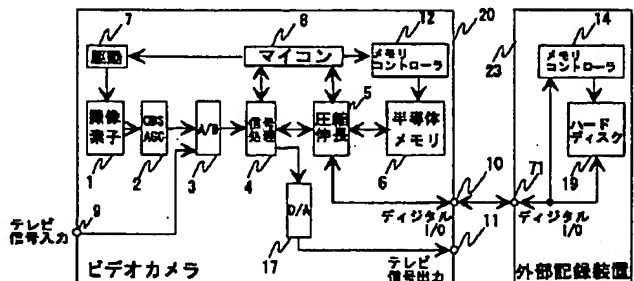 7
8
12
20
14
駆動
マイコン
メモリ
コントローラ
23
メモリ
コントローラ
5
撮像
素子
CDS
AGC
A/D
信号
処理
圧縮
伸長
半導体
メモリ
ハード
ディスク
1
2
3
4
6
19
10
71
テレビ
信号入力
9
D/A
17
ディジタル
I/O
11
ディジタル
I/O
ビデオカメラ
テレビ
信号出力
外部記録装置